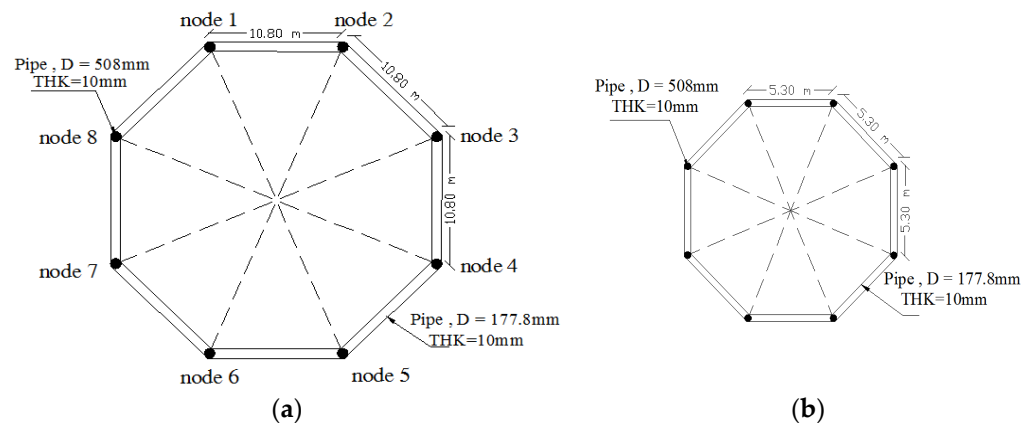 node 1
node 2
10.80 m
Pipe , D = 508mm
THK=10mm
10.80 m
node 8
node 3
10.80 m
node 7
node 4
Pipe , D = 177.8mm
THK=10mm
node 6
node 5
(a)
5.30 m
Pipe , D = 508mm
THK=10mm
5.30 m
5.30 m
Pipe , D = 177.8mm
THK=10mm
(b)